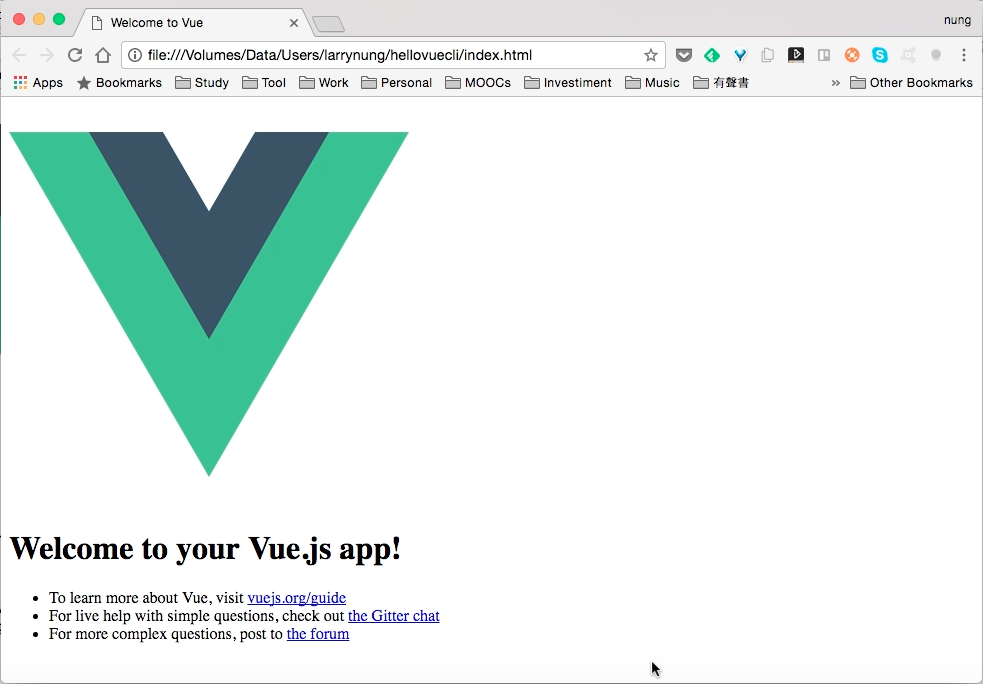 Welcome to Vue
nung
file:///Volumes/Data/Users/larrynung/hellovuecli/index.html
Apps Bookmarks Study Tool Work Personal MOOCs Investiment Music 有聲書 » Other Bookmarks
Welcome to your Vue.js app!
To learn more about Vue, visit vuejs.org/guide
For live help with simple questions, check out the Gitter chat
For more complex questions, post to the forum